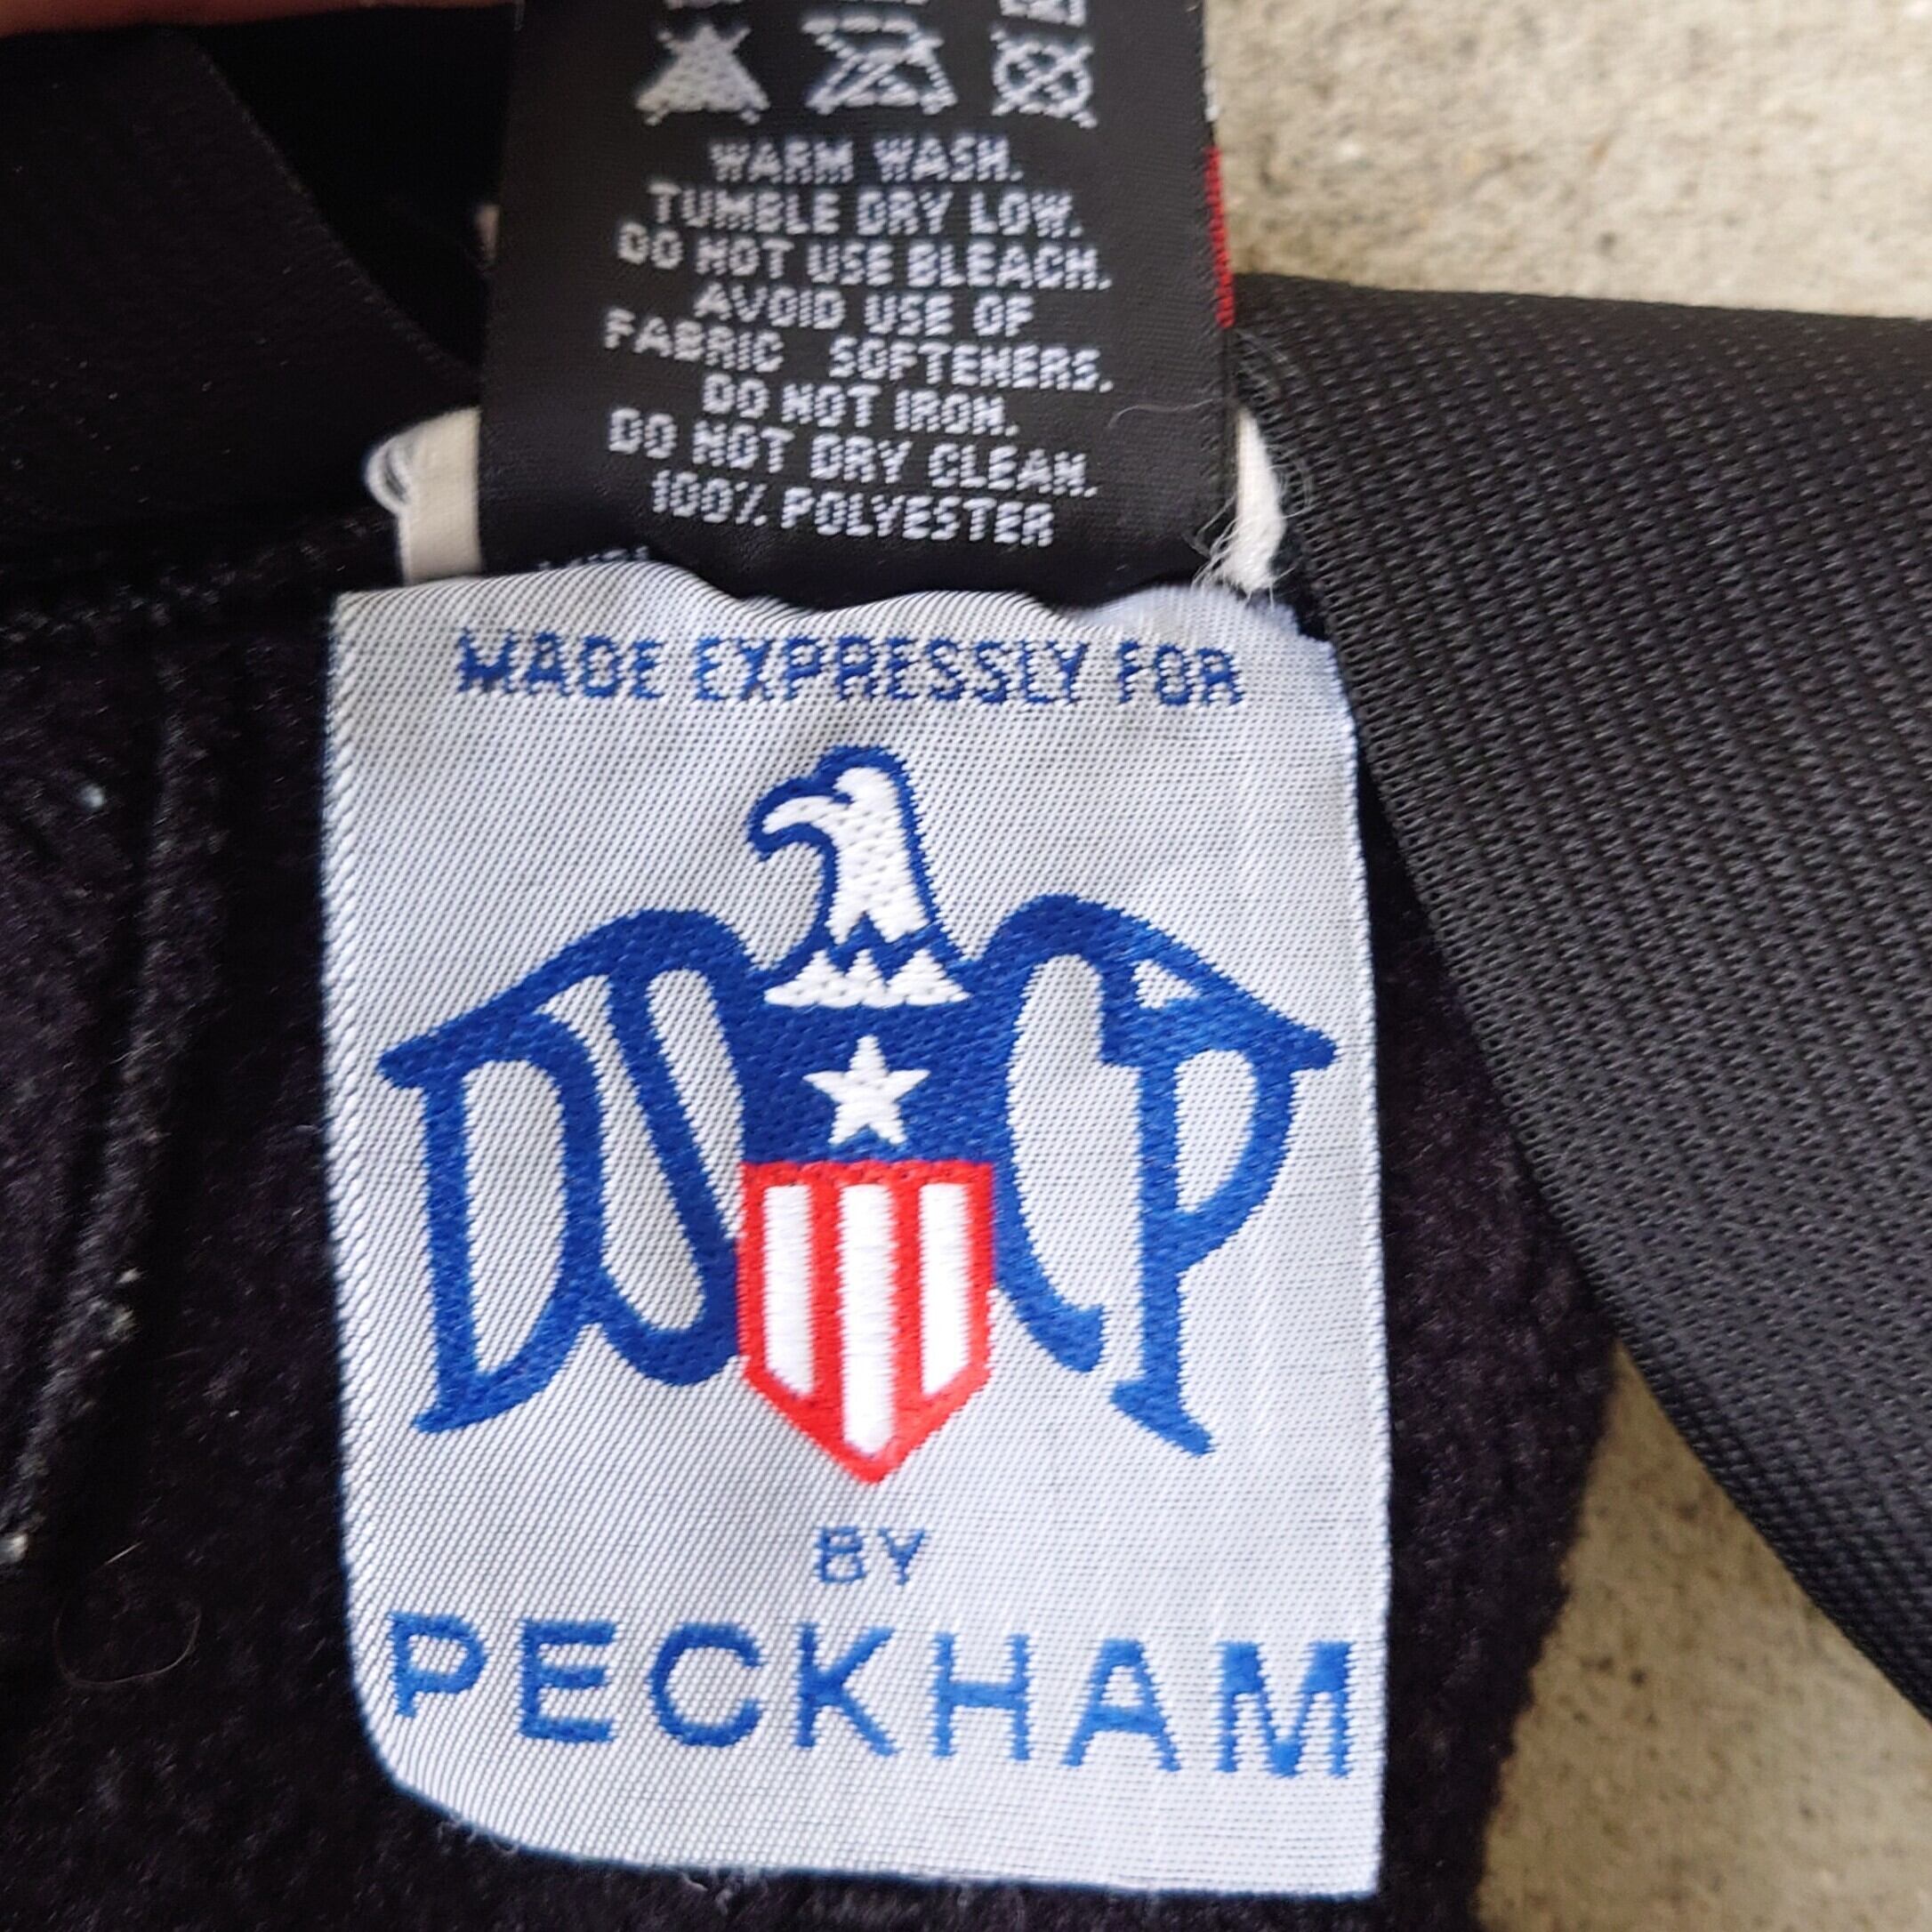 WARM WASH.
TUMBLE DRY LOW.
DO NOT USE BLEACH.
AVOID USE OF
FABRIC SOFTENERS.
DO NOT IRON.
DO NOT DRY CLEAN.
100% POLYESTER
MADE EXPRESSLY FOR
DSCP
BY
PECKHAM